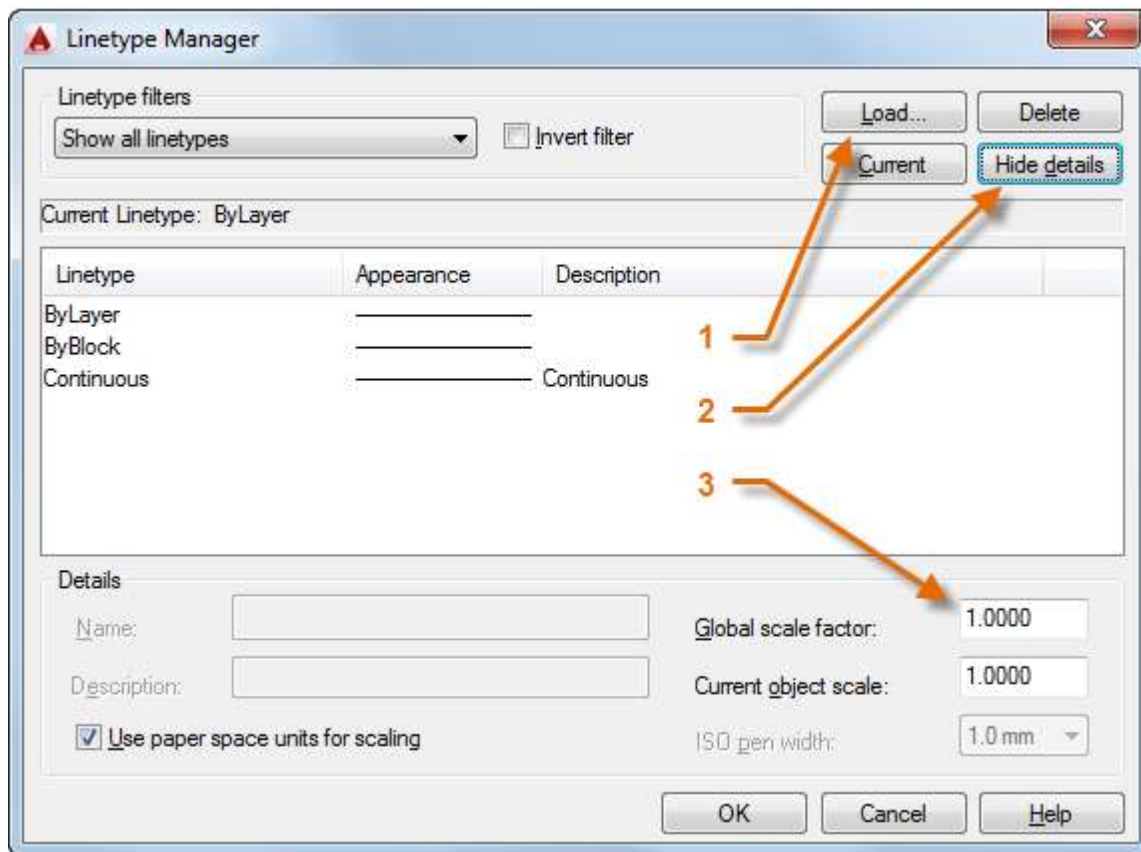 Linetype Manager
Linetype filters
Show all linetypes
Invert filter
Load...
Delete
Current
Hide details
Current Linetype: ByLayer
Linetype Appearance Description
ByLayer
ByBlock
Continuous Continuous
1
2
3
Details
Name:
Description:
Use paper space units for scaling
Global scale factor: 1.0000
Current object scale: 1.0000
ISO pen width: 1.0 mm
OK Cancel Help